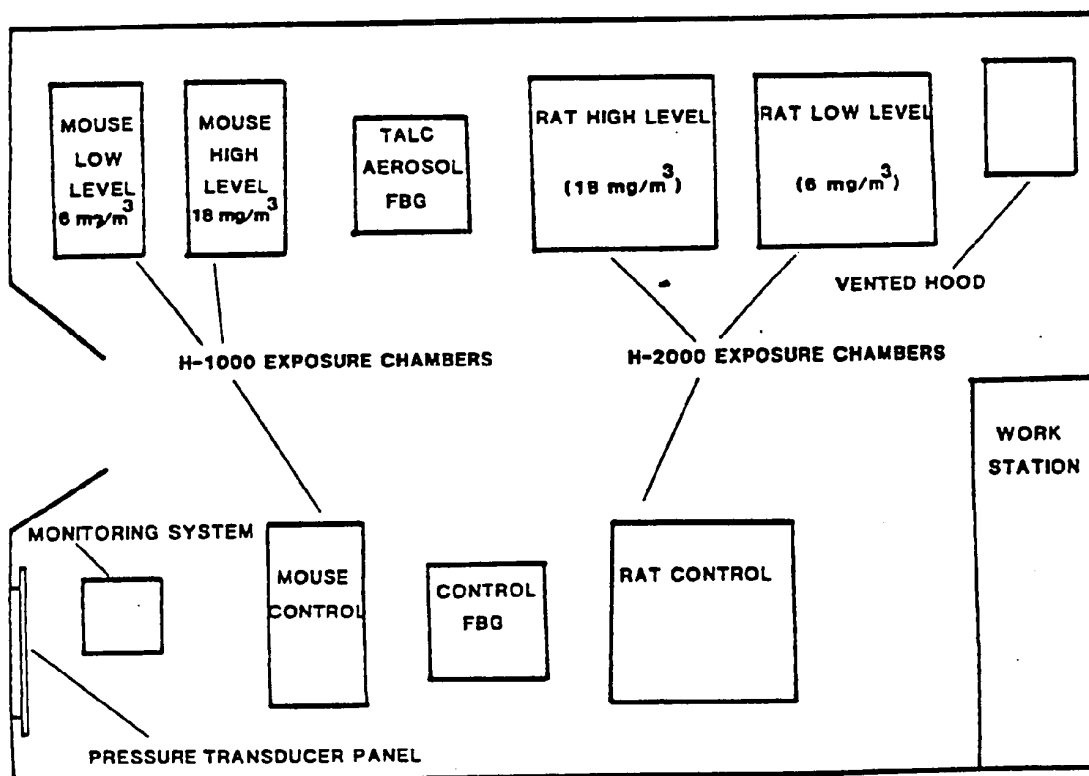 MOUSE
LOW
LEVEL
6 mg/m³
MOUSE
HIGH
LEVEL
18 mg/m³
TALC
AEROSOL
FBG
RAT HIGH LEVEL
(18 mg/m³)
RAT LOW LEVEL
(6 mg/m³)
VENTED HOOD
H-1000 EXPOSURE CHAMBERS
H-2000 EXPOSURE CHAMBERS
WORK
STATION
MONITORING SYSTEM
MOUSE
CONTROL
CONTROL
FBG
RAT CONTROL
PRESSURE TRANSDUCER PANEL